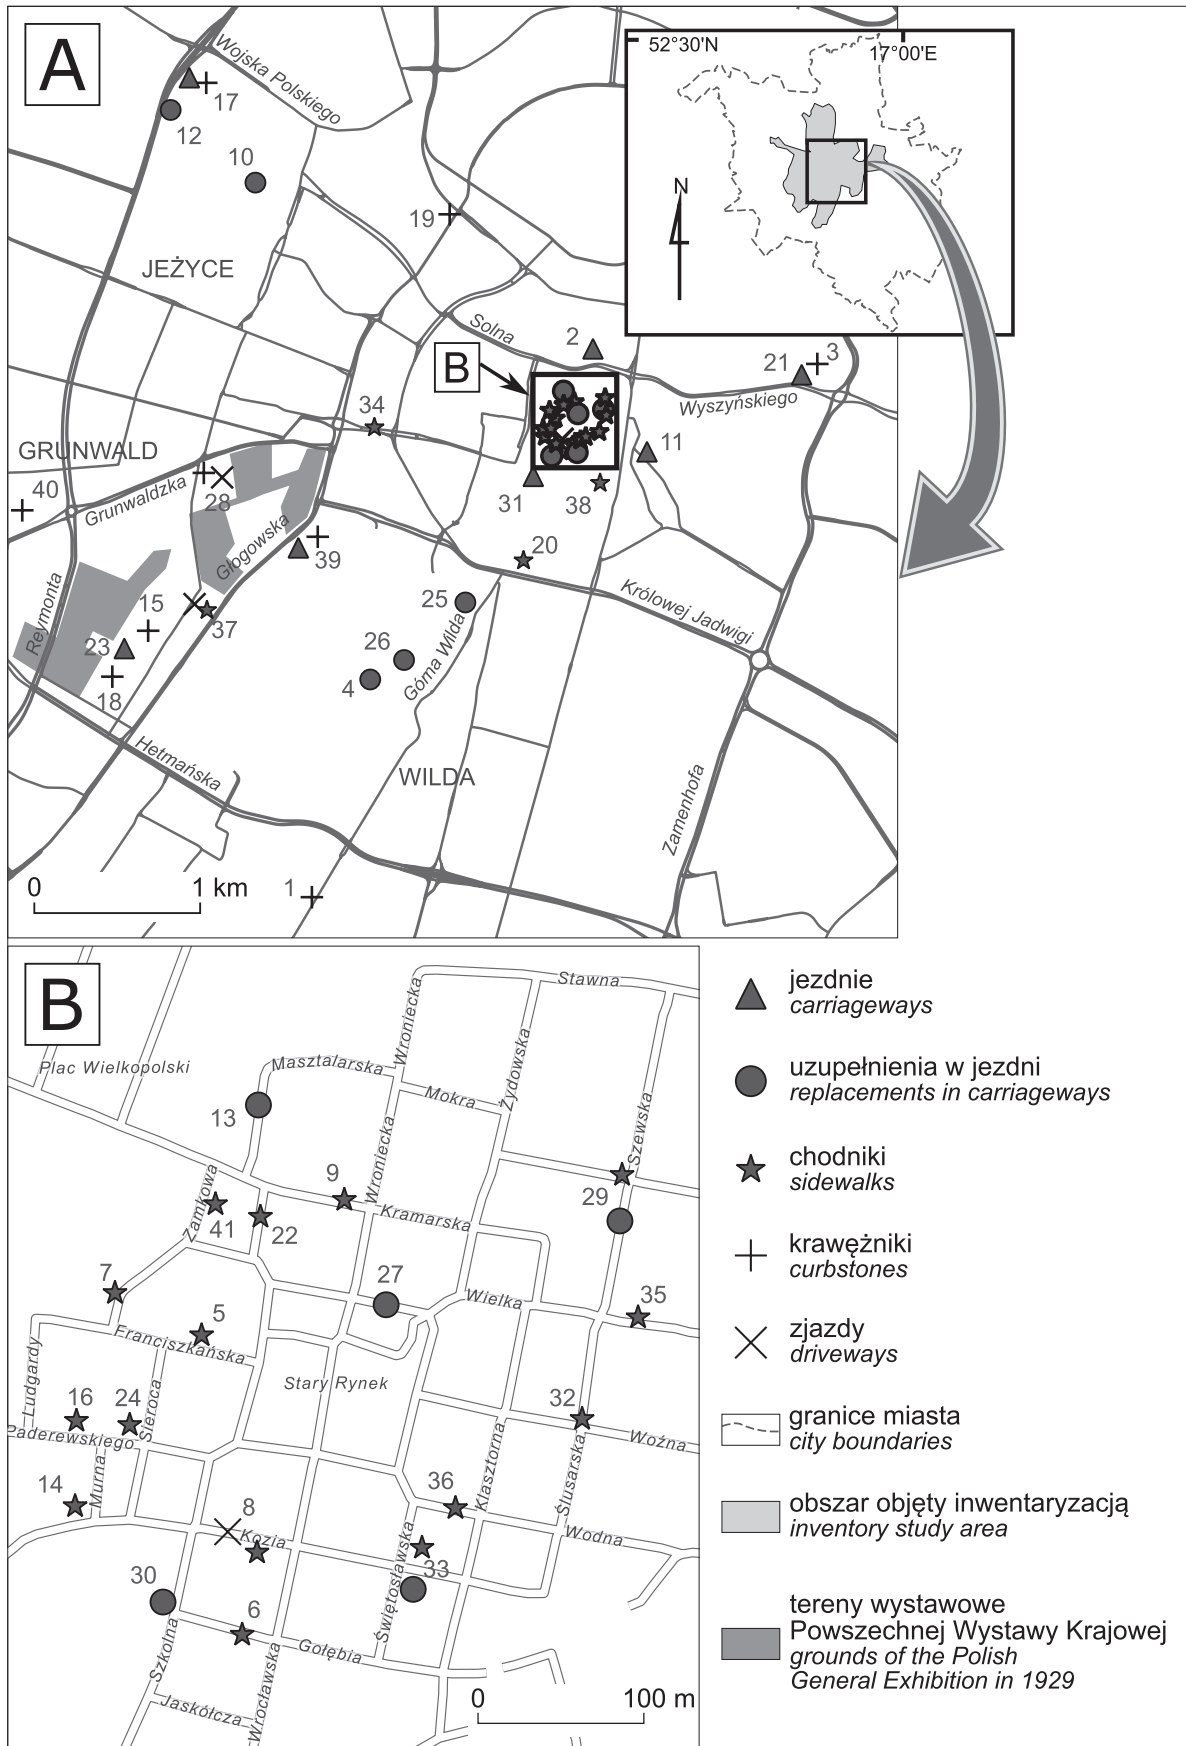 A
Wojska Polskiego
17
12
10
19
JEŻYCE
52°30'N
17°00'E
N
Solna
2
B
21
3
Wyszyńskiego
34
11
GRUNWALD
40
Grunwaldzka
28
Głogowska
31
38
39
20
Reymonta
15
23
37
18
25
26
4
Górna Wilda
Królowej Jadwigi
Hetmańska
WILDA
Zamenhofa
0
1 km
1
B
Stawna
Wroniecka
Plac Wielkopolski
Masztalarska
Mokra
Żydowska
13
Szewska
9
Wroniecka
Zamkowa
41
22
Kramarska
29
7
27
Wielka
35
5
Franciszkańska
Ludgardy
Stary Rynek
16
24
Sieroca
32
Paderewskiego
Woźna
Murna
14
36
Klasztorna
Ślusarska
8
Kozia
Wodna
33
Świętosławska
30
6
Gołębia
Szkolna
Wrocławska
Jaskółcza
0
100 m
jezdnie
carriageways
uzupełnienia w jezdni
replacements in carriageways
chodniki
sidewalks
krawężniki
curbstones
zjazdy
driveways
granice miasta
city boundaries
obszar objęty inwentaryzacją
inventory study area
tereny wystawowe
Powszechnej Wystawy Krajowej
grounds of the Polish
General Exhibition in 1929